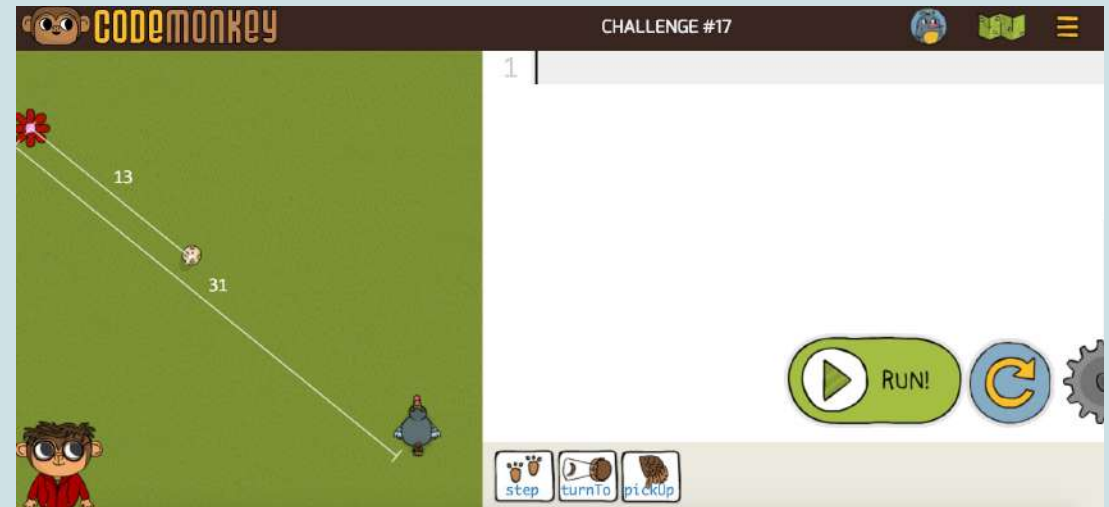 CODEMONKEY
CHALLENGE #17
1
13
31
RUN!
step
turnTo
pickUp